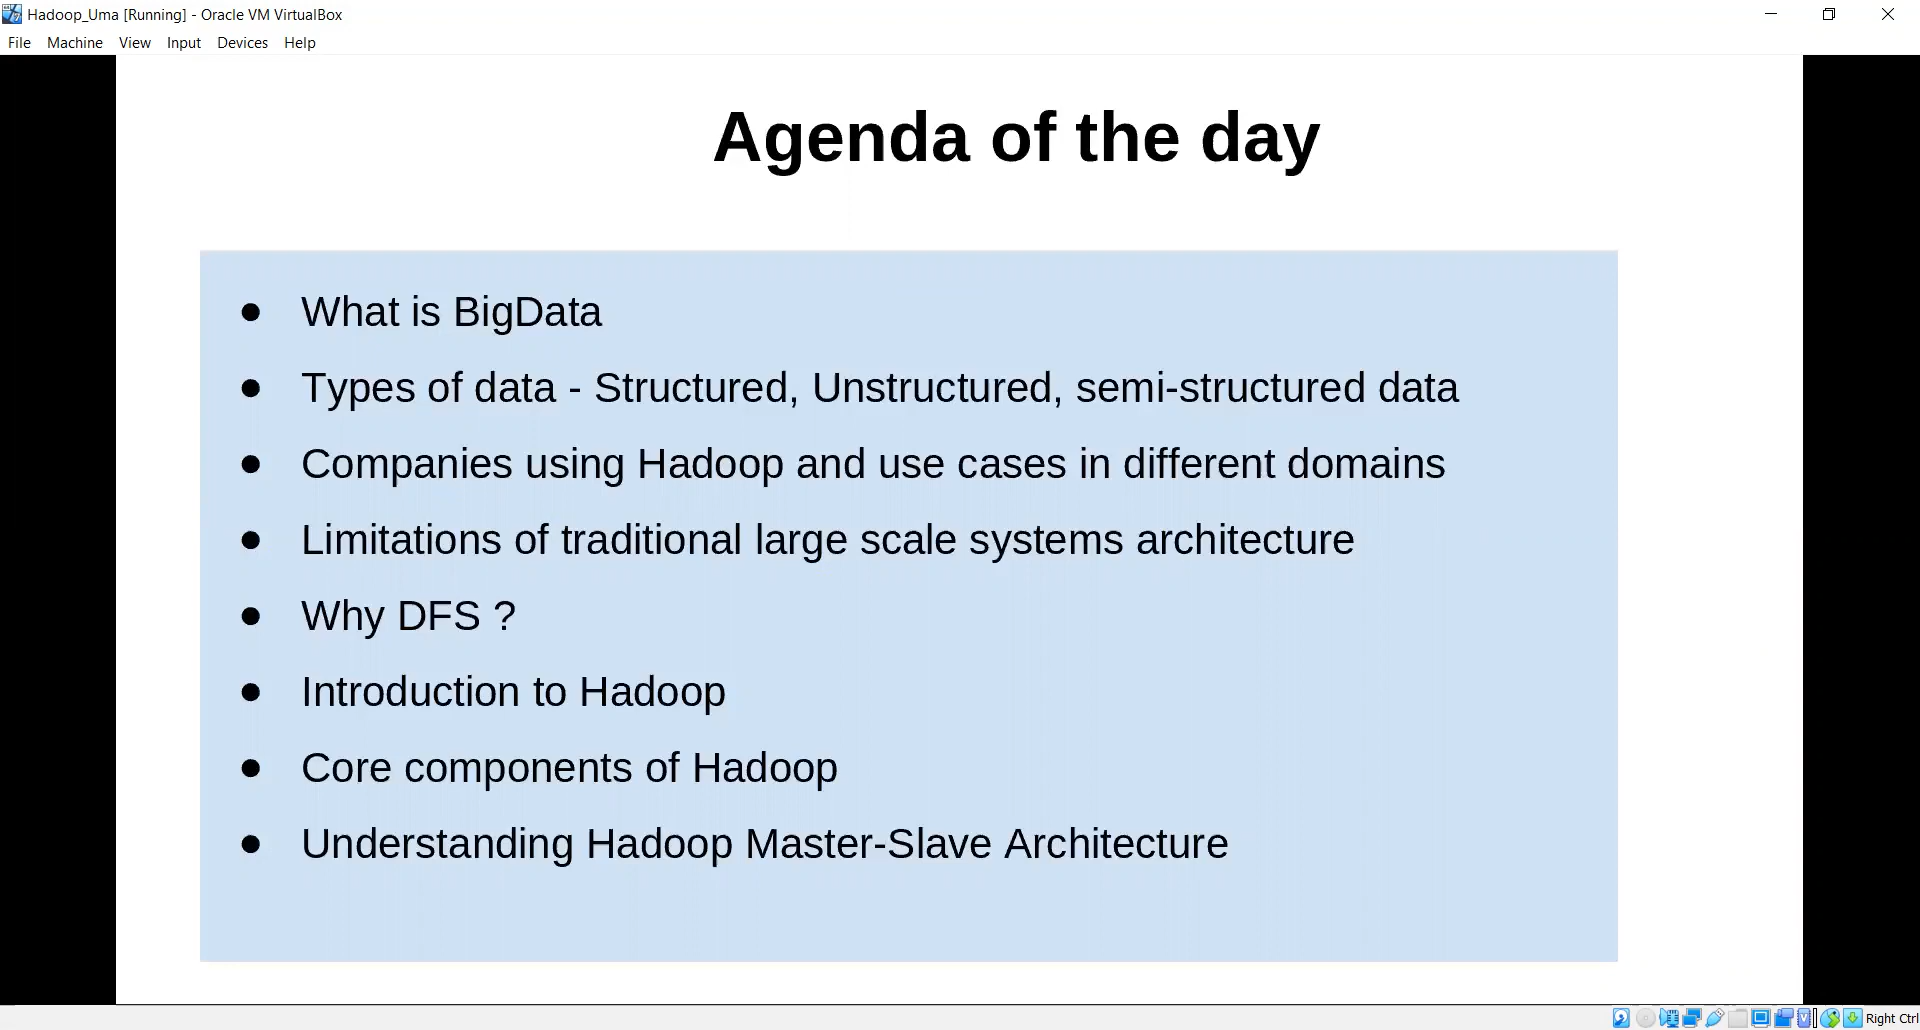 Hadoop_Uma [Running] - Oracle VM VirtualBox
File Machine View Input Devices Help
Agenda of the day
● What is BigData
● Types of data - Structured, Unstructured, semi-structured data
● Companies using Hadoop and use cases in different domains
● Limitations of traditional large scale systems architecture
● Why DFS ?
● Introduction to Hadoop
● Core components of Hadoop
● Understanding Hadoop Master-Slave Architecture
Right Ctrl